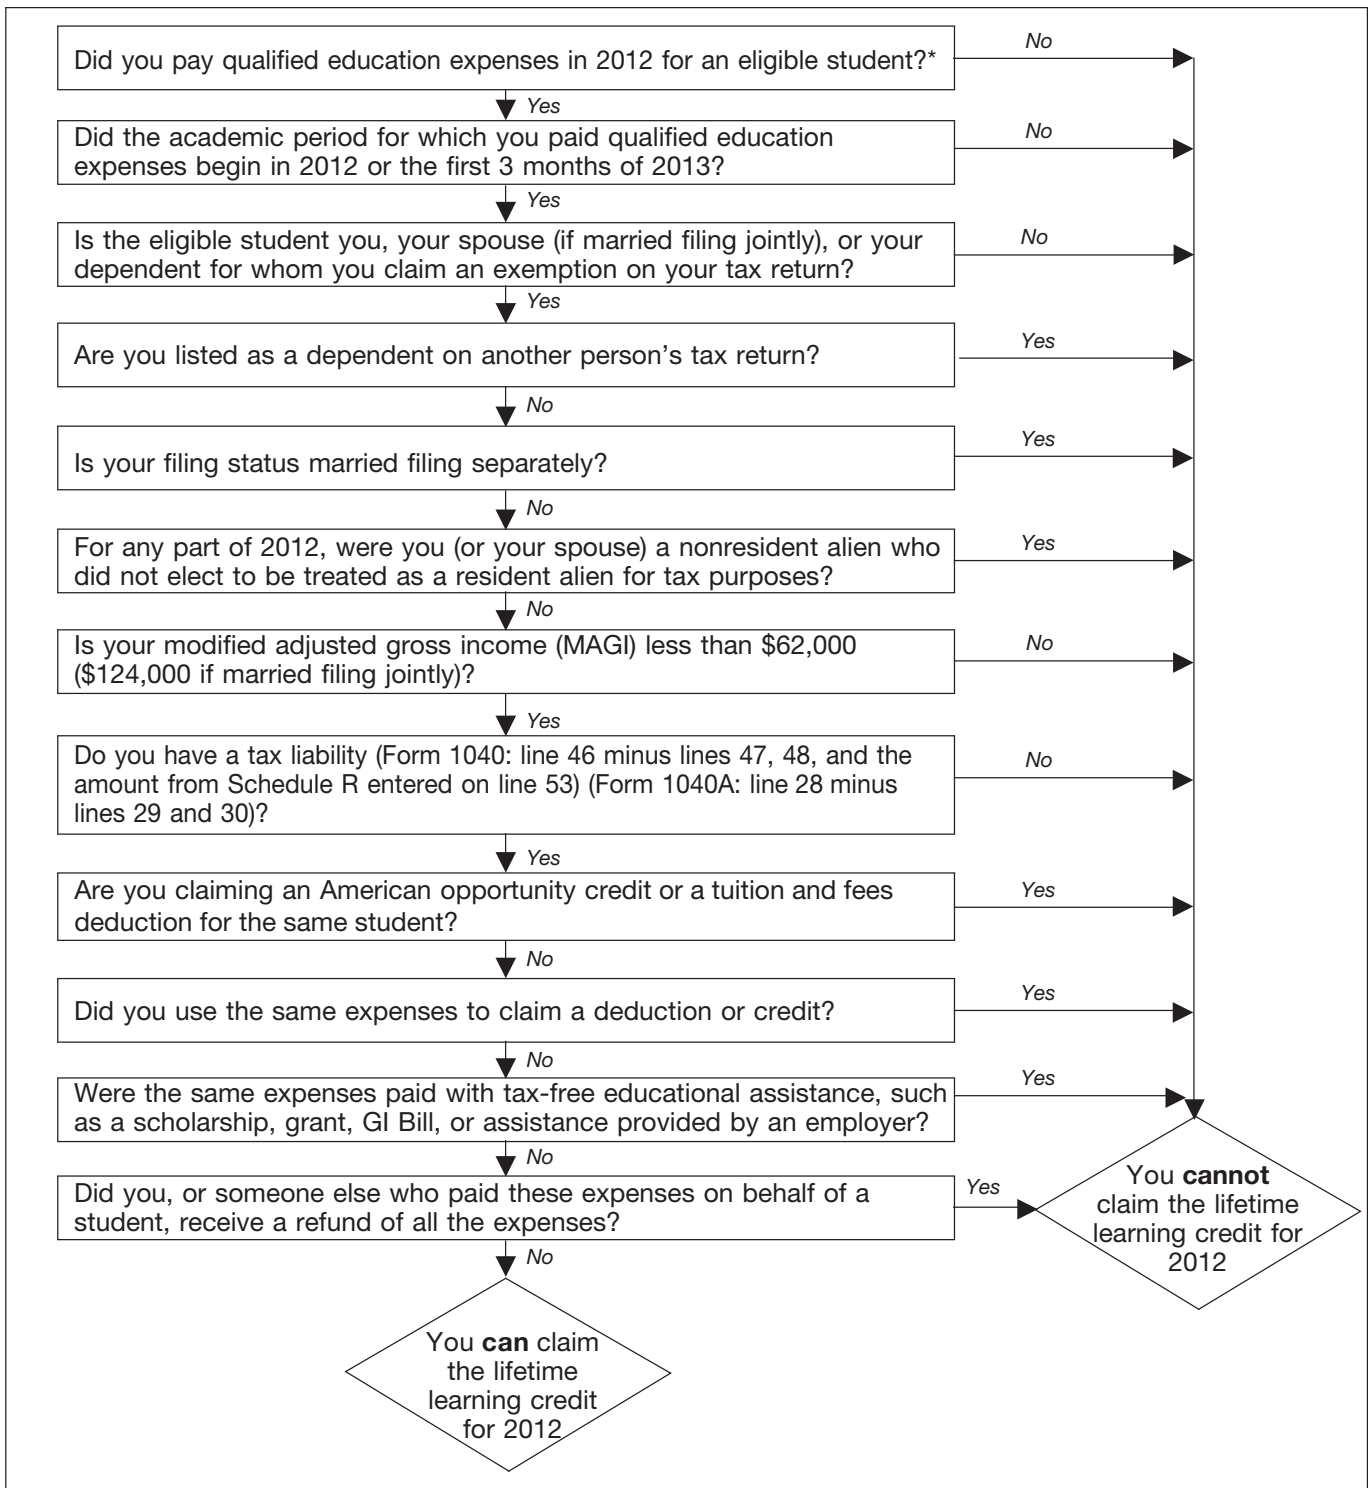 Did you pay qualified education expenses in 2012 for an eligible student?*
No
Yes
Did the academic period for which you paid qualified education
expenses begin in 2012 or the first 3 months of 2013?
No
Yes
Is the eligible student you, your spouse (if married filing jointly), or your
dependent for whom you claim an exemption on your tax return?
No
Yes
Are you listed as a dependent on another person's tax return?
Yes
No
Is your filing status married filing separately?
Yes
No
For any part of 2012, were you (or your spouse) a nonresident alien who
did not elect to be treated as a resident alien for tax purposes?
Yes
No
Is your modified adjusted gross income (MAGI) less than $62,000
($124,000 if married filing jointly)?
No
Yes
Do you have a tax liability (Form 1040: line 46 minus lines 47, 48, and the
amount from Schedule R entered on line 53) (Form 1040A: line 28 minus
lines 29 and 30)?
No
Yes
Are you claiming an American opportunity credit or a tuition and fees
deduction for the same student?
Yes
No
Did you use the same expenses to claim a deduction or credit?
Yes
No
Were the same expenses paid with tax-free educational assistance, such
as a scholarship, grant, GI Bill, or assistance provided by an employer?
Yes
No
Did you, or someone else who paid these expenses on behalf of a
student, receive a refund of all the expenses?
Yes
No
You cannot
claim the lifetime
learning credit for
2012
You can claim
the lifetime
learning credit
for 2012